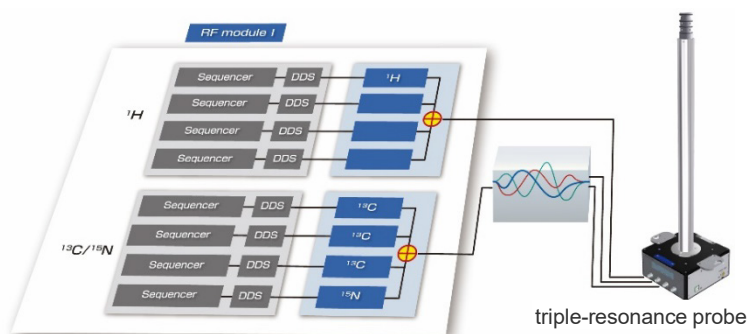 RF module I
Sequencer DDS ¹H
Sequencer DDS
¹H
Sequencer DDS
Sequencer DDS
Sequencer DDS ¹³C
Sequencer DDS ¹³C
¹³C/¹⁵N
Sequencer DDS ¹³C
Sequencer DDS ¹⁵N
triple-resonance probe